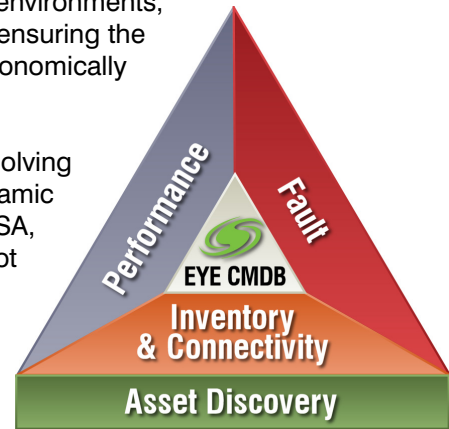 environments,
ensuring the
onomically
olving
amic
SA,
ot
Performance
Fault
EYE CMDB
Inventory
& Connectivity
Asset Discovery